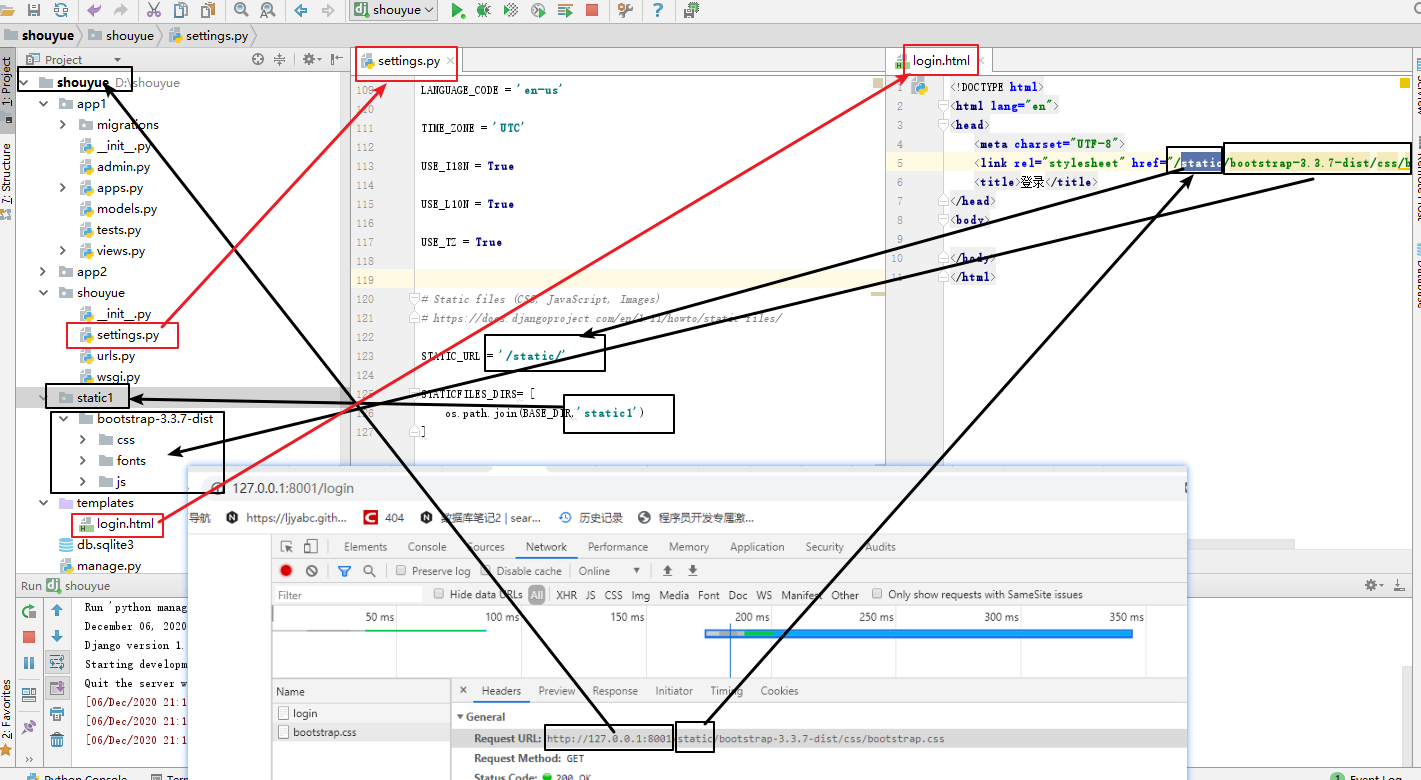 shouyue
shouyue
shouyue
settings.py
1: Project
7: Structure
2: Favorites
Project
shouyue D:\shouyue
app1
migrations
__init__.py
admin.py
apps.py
models.py
tests.py
views.py
app2
shouyue
__init__.py
settings.py
urls.py
wsgi.py
static1
bootstrap-3.3.7-dist
css
fonts
js
templates
login.html
db.sqlite3
manage.py
settings.py
109 LANGUAGE_CODE = 'en-us'
110
111 TIME_ZONE = 'UTC'
112
113 USE_I18N = True
114
115 USE_L10N = True
116
117 USE_TZ = True
118
119
120 # Static files (CSS, JavaScript, Images)
121 # https://docs.djangoproject.com/en/1.11/howto/static-files/
122
123 STATIC_URL = '/static/'
124
125 STATICFILES_DIRS= [
126 os.path.join(BASE_DIR,'static1')
127 ]
login.html
1 <!DOCTYPE html>
2 <html lang="en">
3 <head>
4 <meta charset="UTF-8">
5 <link rel="stylesheet" href="/static/bootstrap-3.3.7-dist/css/b
6 <title>登录</title>
7 </head>
8 <body>
9
10 </body>
11 </html>
Run shouyue
Run 'python manag
December 06, 2020
Django version 1.
Starting developm
Quit the server w
[06/Dec/2020 21:1
[06/Dec/2020 21:1
[06/Dec/2020 21:1
127.0.0.1:8001/login
导航
https://ljyabc.gith...
404
数据库笔记2 | sear...
历史记录
程序员开发专属激...
Elements Console Sources Network Performance Memory Application Security Audits
Preserve log Disable cache Online
Filter Hide data URLs All XHR JS CSS Img Media Font Doc WS Manifest Other Only show requests with SameSite issues
50 ms 100 ms 150 ms 200 ms 250 ms 300 ms 350 ms
Name
login
bootstrap.css
× Headers Preview Response Initiator Timing Cookies
General
Request URL: http://127.0.0.1:8001/static/bootstrap-3.3.7-dist/css/bootstrap.css
Request Method: GET
Status Code: 200 OK
Python Console
Event Log